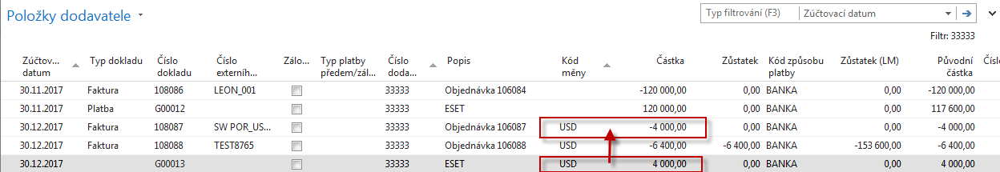 Položky dodavatele
Typ filtrování (F3) Zúčtovací datum
Filtr: 33333
Zúčtov... datum Typ dokladu Číslo dokladu Číslo externíh... Zálo... Typ platby předem/zál... Číslo doda... Popis Kód měny Částka Zůstatek Kód způsobu platby Zůstatek (LM) Původní částka Číslo
30.11.2017 Faktura 108086 LEON_001 33333 Objednávka 106084 -120 000,00 0,00 BANKA 0,00 -120 000,00
30.11.2017 Platba G00012 33333 ESET 120 000,00 0,00 BANKA 0,00 117 600,00
30.12.2017 Faktura 108087 SW POR_US... 33333 Objednávka 106087 USD -4 000,00 0,00 BANKA 0,00 -4 000,00
30.12.2017 Faktura 108088 TEST8765 33333 Objednávka 106088 USD -6 400,00 -6 400,00 BANKA -153 600,00 -6 400,00
30.12.2017 G00013 33333 ESET USD 4 000,00 0,00 BANKA 0,00 4 000,00